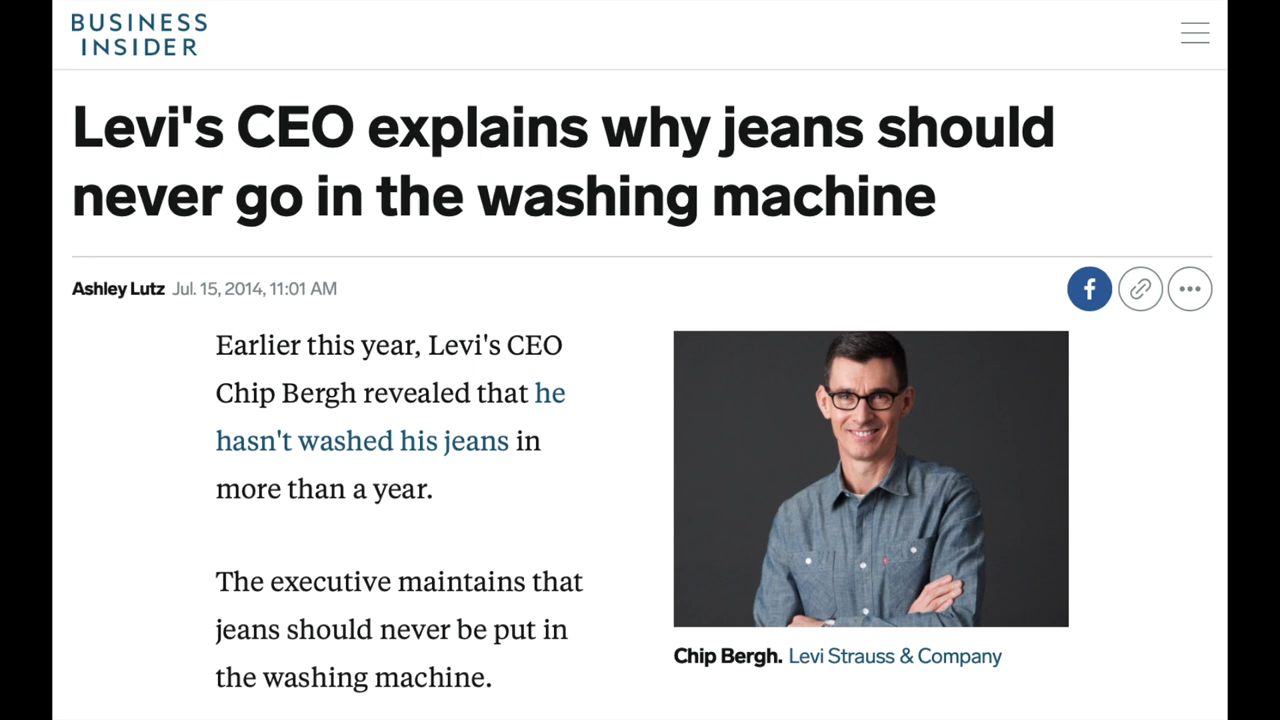 BUSINESS
INSIDER
Levi's CEO explains why jeans should
never go in the washing machine
Ashley Lutz Jul. 15, 2014, 11:01 AM
Earlier this year, Levi's CEO
Chip Bergh revealed that he
hasn't washed his jeans in
more than a year.
The executive maintains that
jeans should never be put in
the washing machine.
Chip Bergh. Levi Strauss & Company